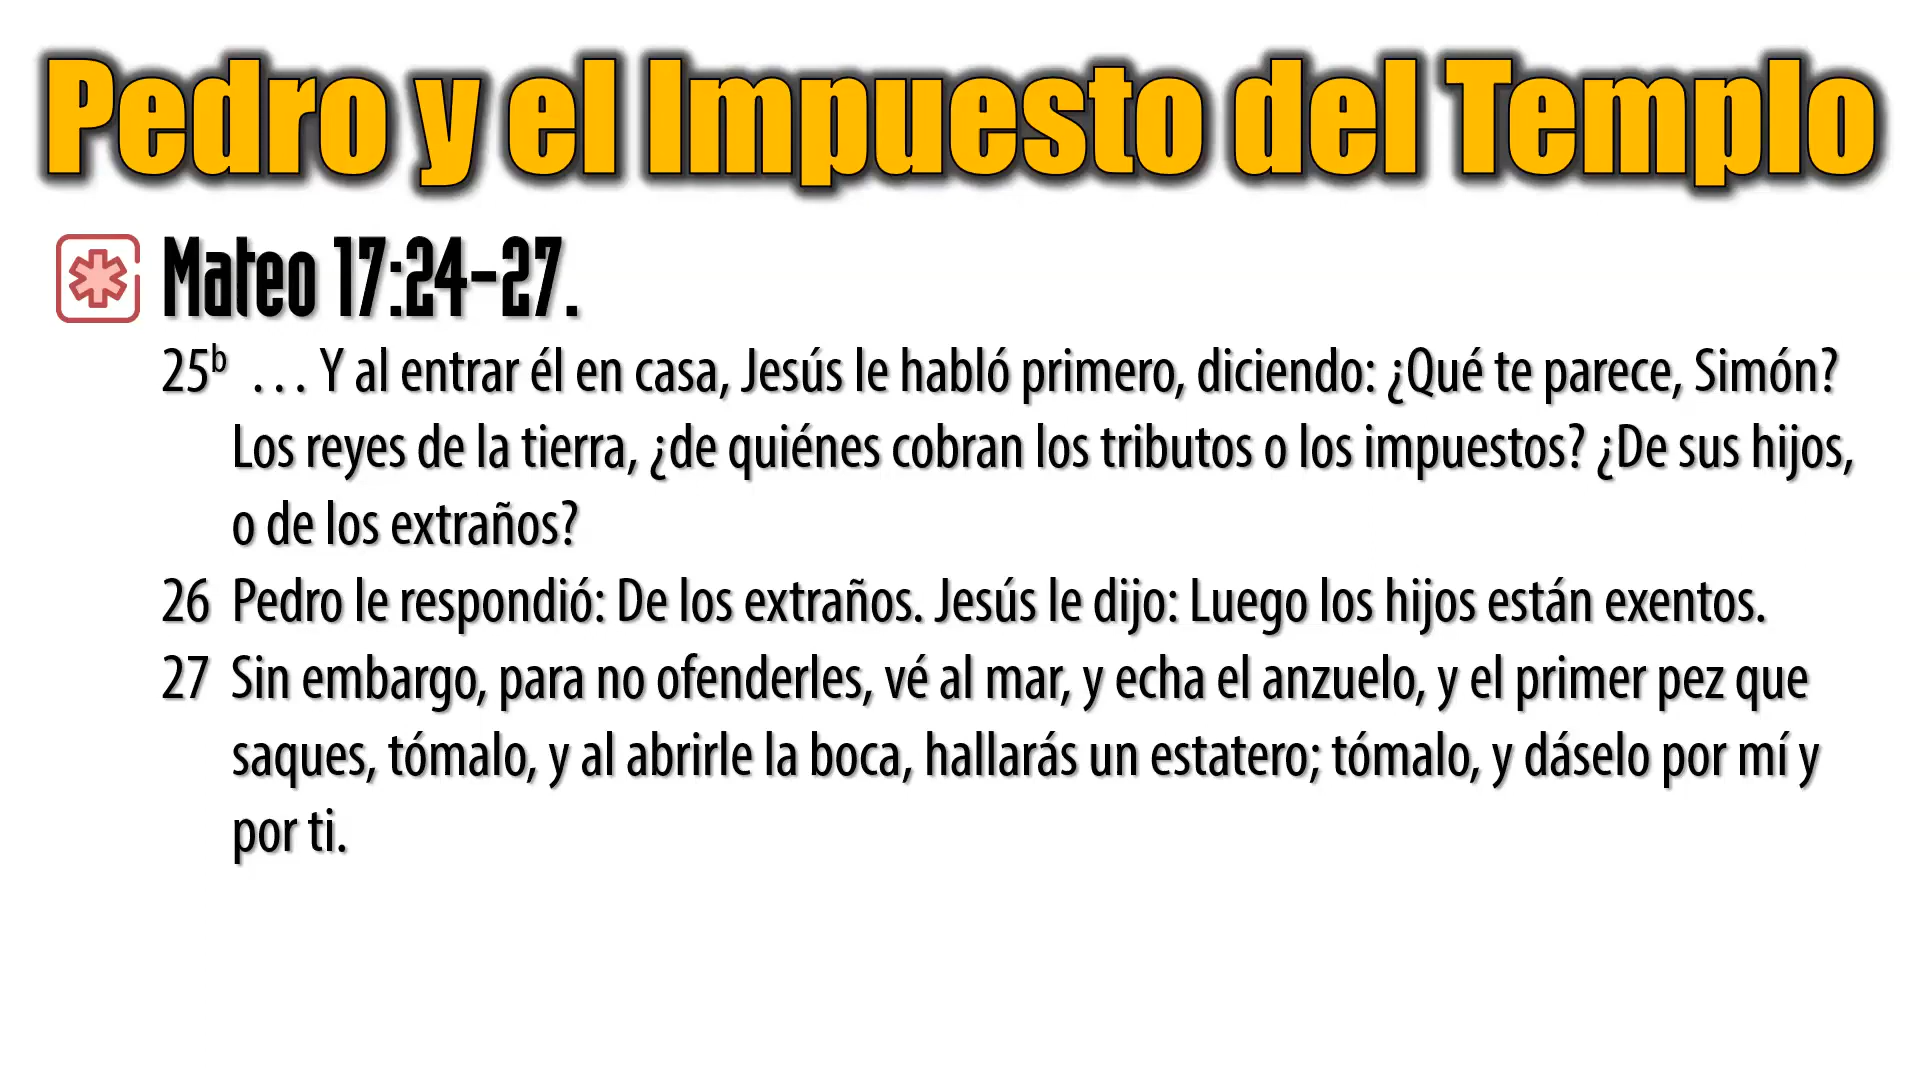 Pedro y el Impuesto del Templo
Mateo 17:24-27.
25ᵇ … Y al entrar él en casa, Jesús le habló primero, diciendo: ¿Qué te parece, Simón?
Los reyes de la tierra, ¿de quiénes cobran los tributos o los impuestos? ¿De sus hijos,
o de los extraños?
26 Pedro le respondió: De los extraños. Jesús le dijo: Luego los hijos están exentos.
27 Sin embargo, para no ofenderles, vé al mar, y echa el anzuelo, y el primer pez que
saques, tómalo, y al abrirle la boca, hallarás un estatero; tómalo, y dáselo por mí y
por ti.